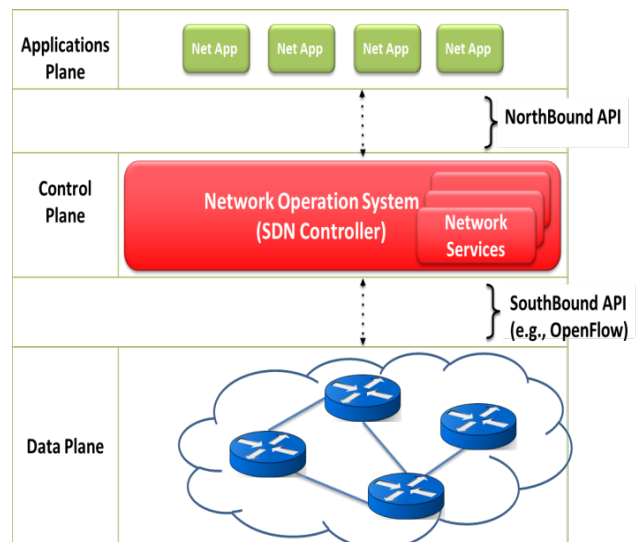 Applications
Plane
Net App
Net App
Net App
Net App
NorthBound API
Control
Plane
Network Operation System
(SDN Controller)
Network
Services
SouthBound API
(e.g., OpenFlow)
Data Plane